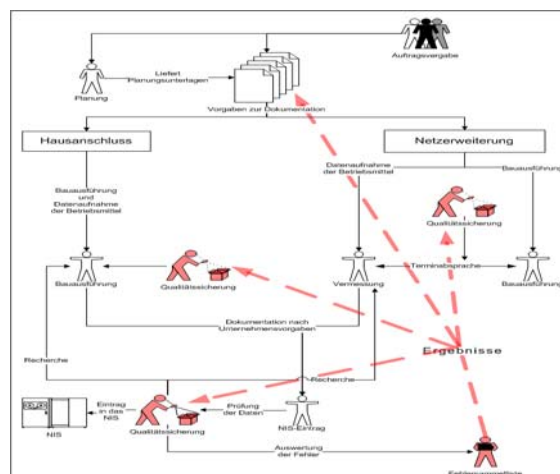 Auftragsvergabe
Planung
Liefert
Planungsunterlagen
Vorgaben zur Dokumentation
Hausanschluss
Netzerweiterung
Datenaufnahme
der Betriebsmittel
Bauausführung
Bauausführung
und
Datenaufnahme
der Betriebsmittel
Qualitätssicherung
Terminabsprache
Bauausführung
Qualitätssicherung
Vermessung
Bauausführung
Dokumentation nach
Unternehmensvorgaben
Ergebnisse
Recherche
Recherche
Eintrag
in das
NIS
Prüfung
der Daten
NIS
Qualitätssicherung
NIS-Eintrag
Auswertung
der Fehler